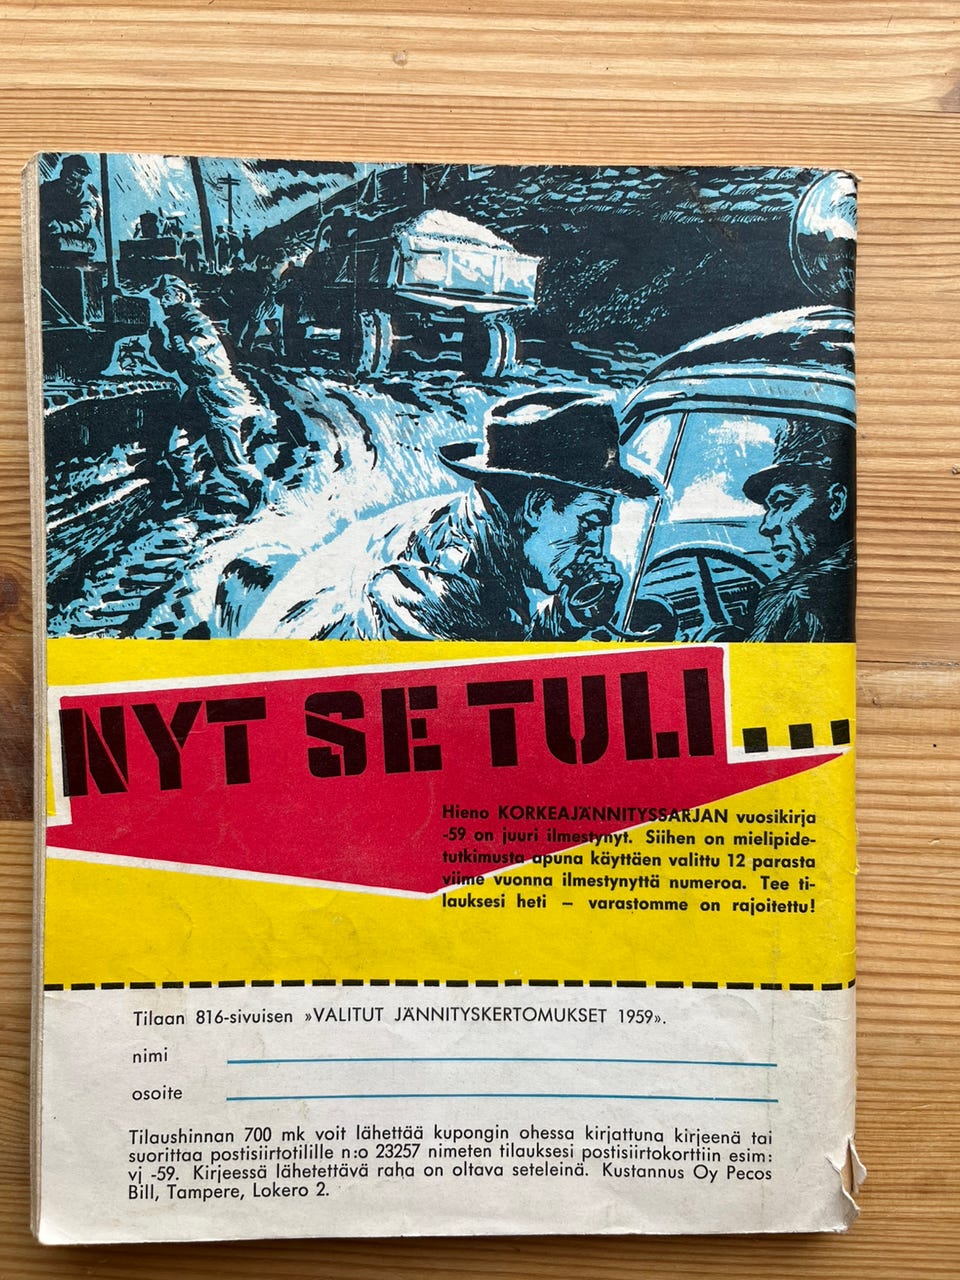 NYT SE TULI...
Hieno KORKEAJÄNNITYSSARJAN vuosikirja
-59 on juuri ilmestynyt. Siihen on mielipide-
tutkimusta apuna käyttäen valittu 12 parasta
viime vuonna ilmestynyttä numeroa. Tee ti-
lauksesi heti – varastomme on rajoitettu!
Tilaan 816-sivuisen »VALITUT JÄNNITYSKERTOMUKSET 1959».
nimi
osoite
Tilaushinnan 700 mk voit lähettää kupongin ohessa kirjattuna kirjeenä tai
suorittaa postisiirtotilille n:o 23257 nimeten tilauksesi postisiirtokorttiin esim:
vj -59. Kirjeessä lähetettävä raha on oltava seteleinä. Kustannus Oy Pecos
Bill, Tampere, Lokero 2.